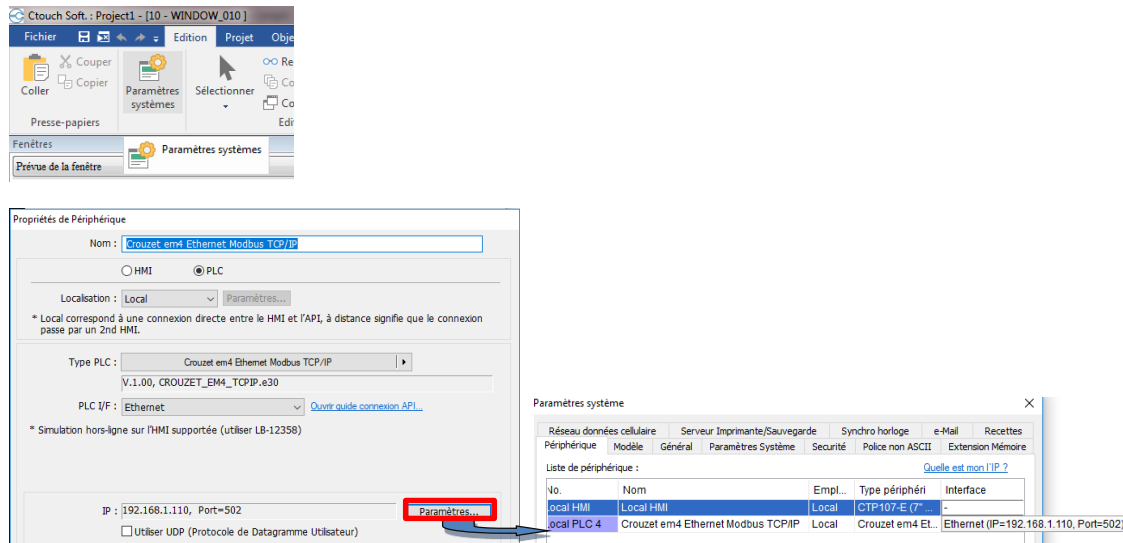 Ctouch Soft. : Project1 - [10 - WINDOW_010 ]
Fichier Edition Projet Obje
Couper
Copier
Coller
Paramètres systèmes
Sélectionner
Re
Co
Co
Presse-papiers
Edi
Fenêtres
Paramètres systèmes
Prévue de la fenêtre
Propriétés de Périphérique
Nom : Crouzet em4 Ethernet Modbus TCP/IP
HMI PLC
Localisation : Local Paramètres...
* Local correspond à une connexion directe entre le HMI et l'API, à distance signifie que le connexion
passe par un 2nd HMI.
Type PLC : Crouzet em4 Ethernet Modbus TCP/IP
V.1.00, CROUZET_EM4_TCPIP.e30
PLC I/F : Ethernet Ouvrir guide connexion API...
* Simulation hors-ligne sur l'HMI supportée (utiliser LB-12358)
IP : 192.168.1.110, Port=502 Paramètres...
Utiliser UDP (Protocole de Datagramme Utilisateur)
Paramètres système
Réseau données cellulaire Serveur Imprimante/Sauvegarde Synchro horloge e-Mail Recettes
Périphérique Modèle Général Paramètres Système Securité Police non ASCII Extension Mémoire
Liste de périphérique : Quelle est mon l'IP ?
No. Nom Empl... Type périphéri Interface
Local HMI Local HMI Local CTP107-E (7" ... -
Local PLC 4 Crouzet em4 Ethernet Modbus TCP/IP Local Crouzet em4 Et... Ethernet (IP=192.168.1.110, Port=502)